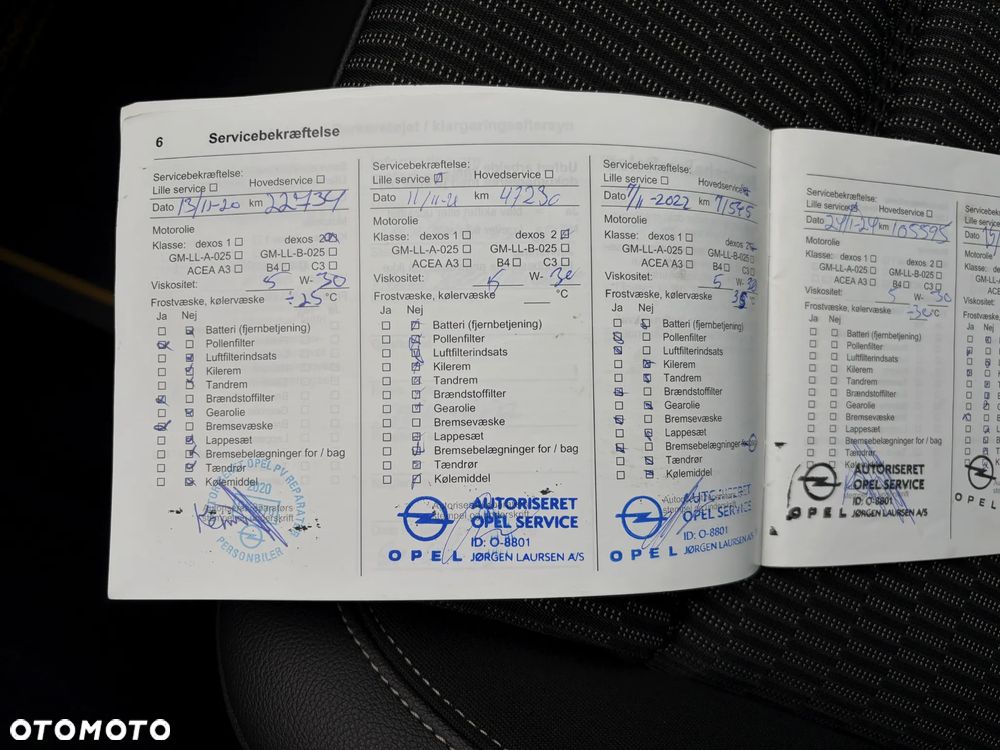 6 Servicebekræftelse
Servicebekræftelse:
Lille service Hovedservice
Dato 13/11-20 km 22734
Motorolie
Klasse: dexos 1 dexos 2
GM-LL-A-025 GM-LL-B-025
ACEA A3 B4 C3
Viskositet: 5 W- 30
Frostvæske, kølervæske ÷25 °C
Ja Nej
Batteri (fjernbetjening)
Pollenfilter
Luftfilterindsats
Kilerem
Tandrem
Brændstoffilter
Gearolie
Bremsevæske
Lappesæt
Bremsebelægninger for / bag
Tændrør
Kølemiddel
AUTORISERET OPEL PV REPARATØR
2020
PERSONBILER
Servicebekræftelse:
Lille service Hovedservice
Dato 11/11-21 km 47230
Motorolie
Klasse: dexos 1 dexos 2
GM-LL-A-025 GM-LL-B-025
ACEA A3 B4 C3
Viskositet: 5 W- 30
Frostvæske, kølervæske °C
Ja Nej
Batteri (fjernbetjening)
Pollenfilter
Luftfilterindsats
Kilerem
Tandrem
Brændstoffilter
Gearolie
Bremsevæske
Lappesæt
Bremsebelægninger for / bag
Tændrør
Kølemiddel
AUTORISERET
OPEL SERVICE
ID: O-8801
OPEL JØRGEN LAURSEN A/S
Servicebekræftelse:
Lille service Hovedservice
Dato 7/11-2022 km 71545
Motorolie
Klasse: dexos 1 dexos 2
GM-LL-A-025 GM-LL-B-025
ACEA A3 B4 C3
Viskositet: 5 W- 30
Frostvæske, kølervæske 35 °C
Ja Nej
Batteri (fjernbetjening)
Pollenfilter
Luftfilterindsats
Kilerem
Tandrem
Brændstoffilter
Gearolie
Bremsevæske
Lappesæt
Bremsebelægninger
Tændrør
Kølemiddel
AUTORISERET
OPEL SERVICE
ID: O-8801
OPEL JØRGEN LAURSEN A/S
Servicebekræftelse:
Lille service Hovedservice
Dato 24/1-24 km 105595
Motorolie
Klasse: dexos 1 dexos 2
GM-LL-A-025 GM-LL-B-025
ACEA A3 B4 C3
Viskositet: 5 W- 30
Frostvæske, kølervæske -30 °C
Ja Nej
Batteri (fjernbetjening)
Pollenfilter
Luftfilterindsats
Kilerem
Tandrem
Brændstoffilter
Gearolie
Bremsevæske
Lappesæt
Bremsebelægninger for / bag
Tændrør
Kølemiddel
AUTORISERET
OPEL SERVICE
ID: O-8801
OPEL JØRGEN LAURSEN A/S
OTOMOTO